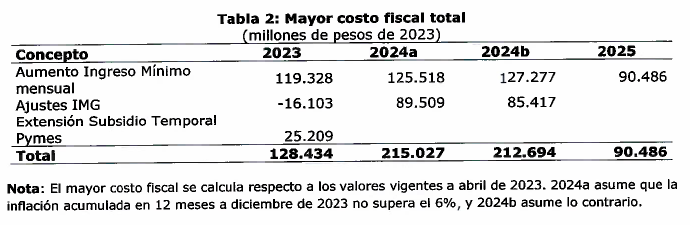 Tabla 2: Mayor costo fiscal total
(millones de pesos de 2023)
Concepto 2023 2024a 2024b 2025
Aumento Ingreso Mínimo
mensual 119.328 125.518 127.277 90.486
Ajustes IMG -16.103 89.509 85.417
Extensión Subsidio Temporal
Pymes 25.209
Total 128.434 215.027 212.694 90.486
Nota: El mayor costo fiscal se calcula respecto a los valores vigentes a abril de 2023. 2024a asume que la
inflación acumulada en 12 meses a diciembre de 2023 no supera el 6%, y 2024b asume lo contrario.